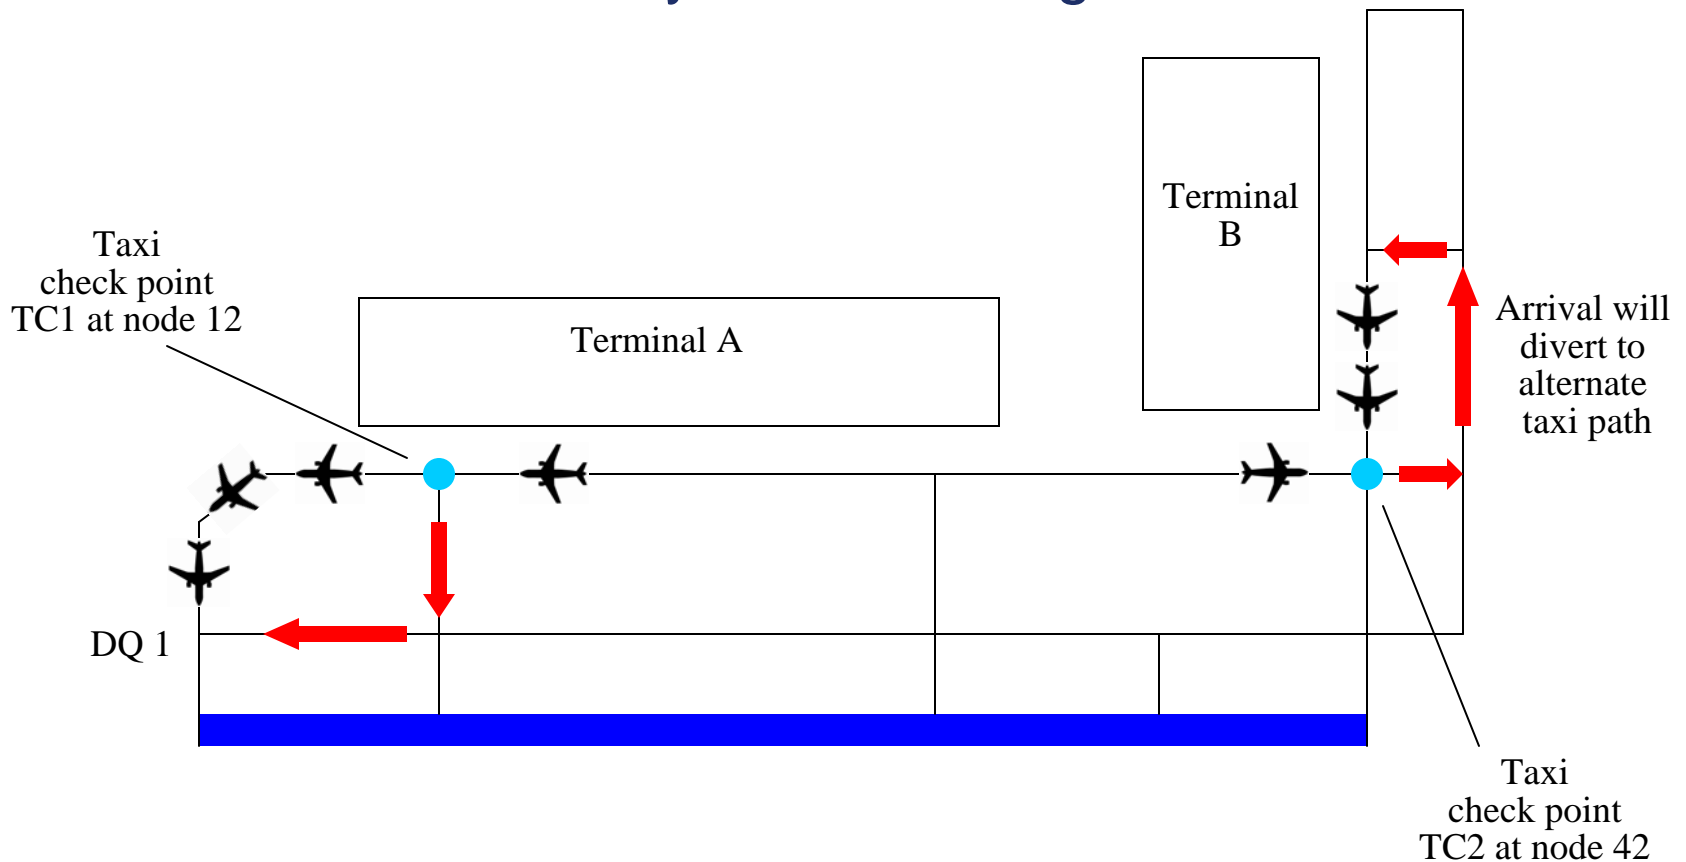 Terminal
B
Taxi
check point
TC1 at node 12
Terminal A
Arrival will
divert to
alternate
taxi path
DQ 1
Taxi
check point
TC2 at node 42